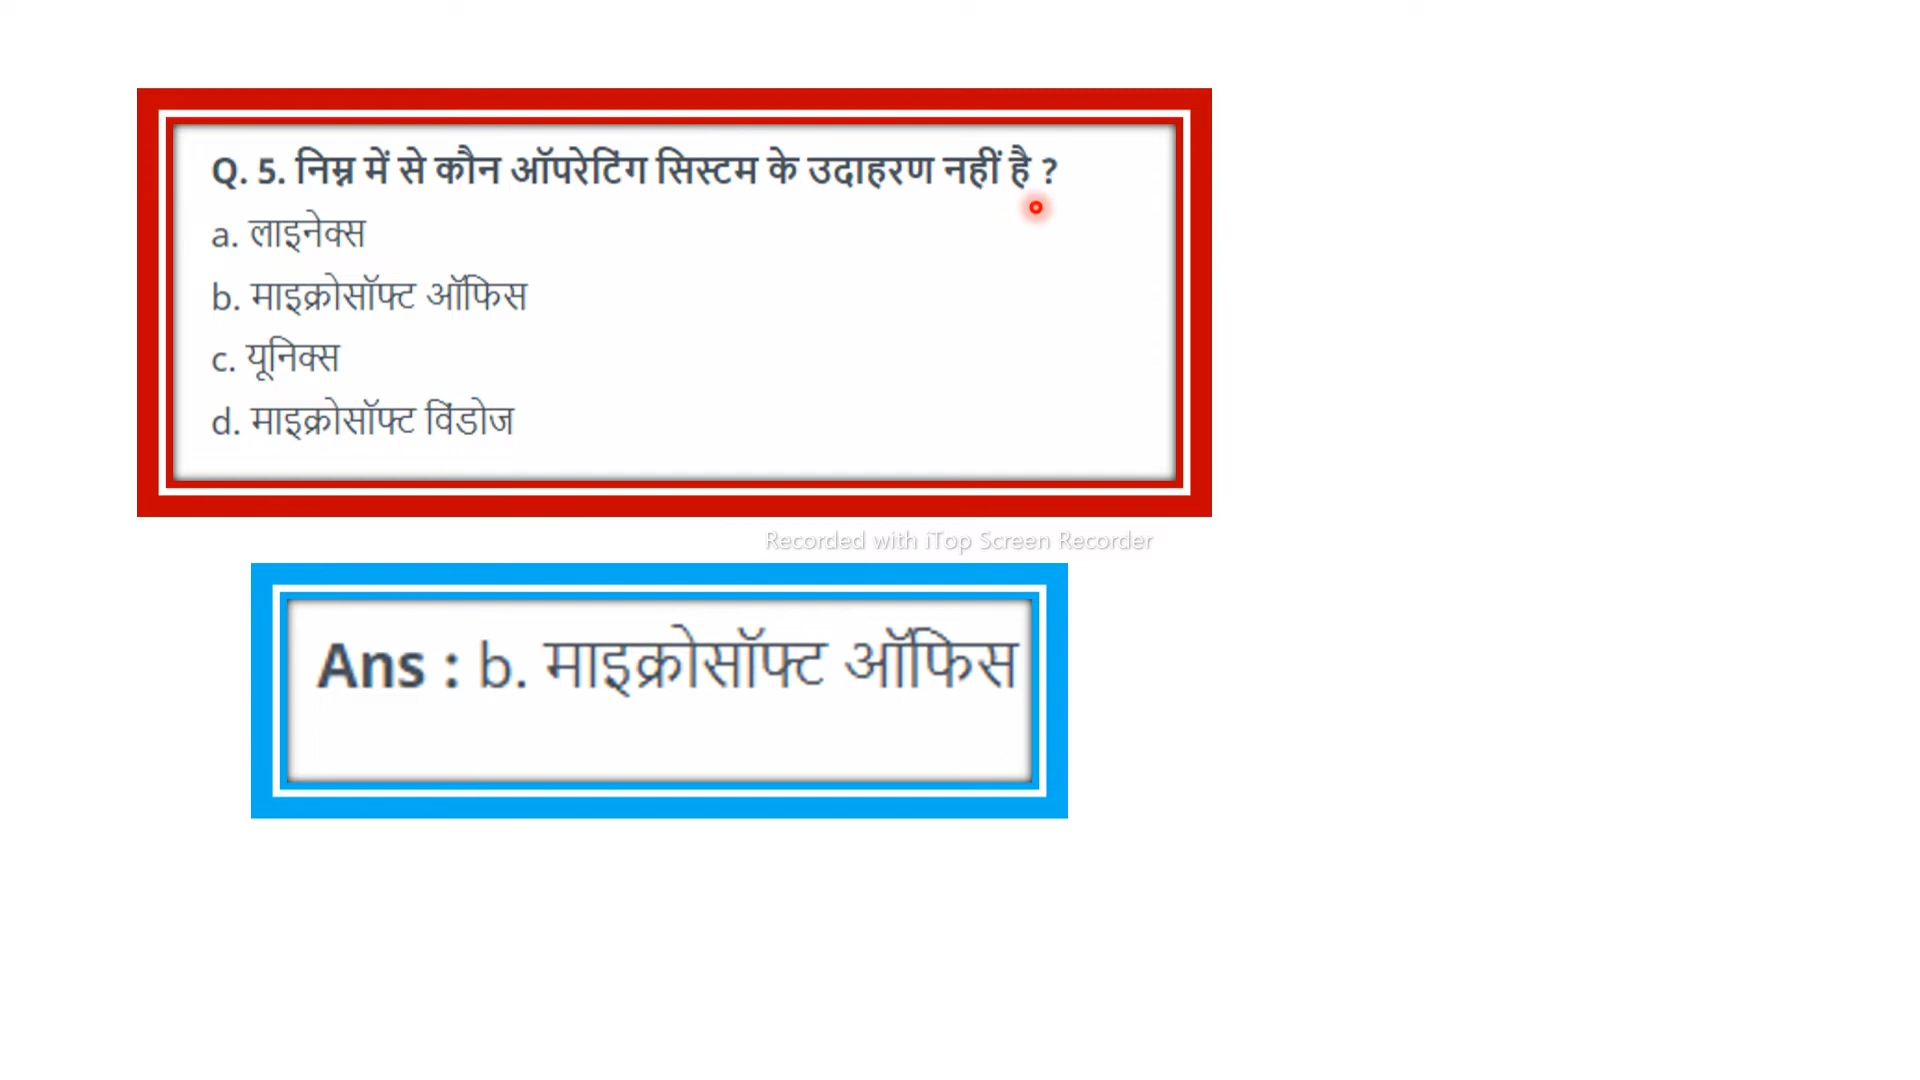 Q. 5. निम्न में से कौन ऑपरेटिंग सिस्टम के उदाहरण नहीं है ?
a. लाइनेक्स
b. माइक्रोसॉफ्ट ऑफिस
c. यूनिक्स
d. माइक्रोसॉफ्ट विंडोज
Recorded with iTop Screen Recorder
Ans : b. माइक्रोसॉफ्ट ऑफिस